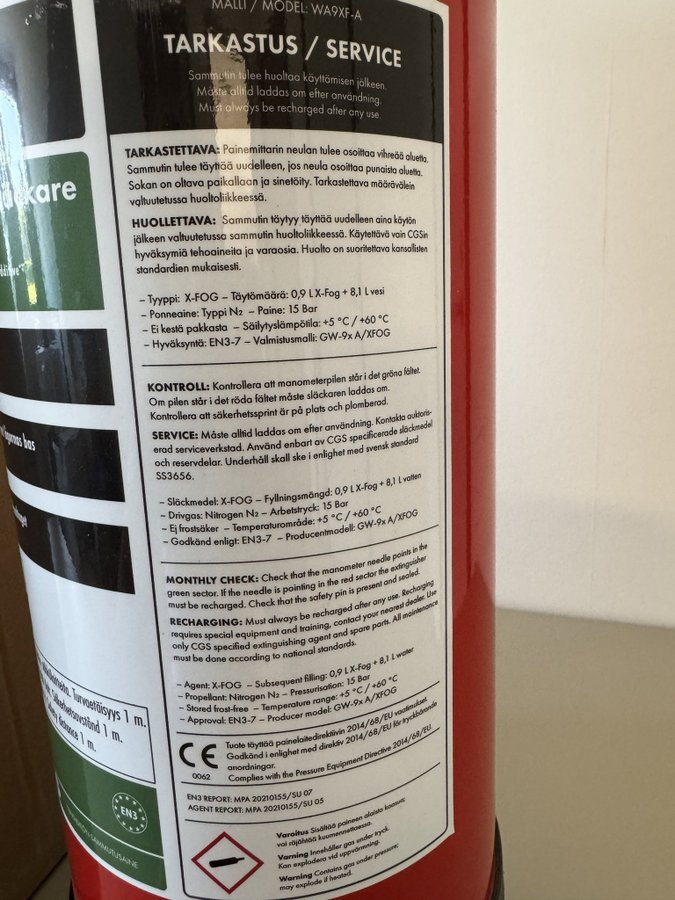 MALLI / MODEL: WA9XF-A
TARKASTUS / SERVICE
Sammutin tulee huoltaa käyttämisen jälkeen.
Måste alltid laddas om efter användning.
Must always be recharged after any use.
TARKASTETTAVA: Painemittarin neulan tulee osoittaa vihreää aluetta.
Sammutin tulee täyttää uudelleen, jos neula osoittaa punaista aluetta.
Sokan on oltava paikallaan ja sinetöity. Tarkastettava määrävälein
valtuutetussa huoltoliikkeessä.
HUOLLETTAVA: Sammutin täytyy täyttää uudelleen aina käytön
jälkeen valtuutetussa sammutin huoltoliikkeessä. Käytettävä vain CGSin
hyväksymiä tehoaineita ja varaosia. Huolto on suoritettava kansallisten
standardien mukaisesti.
– Tyyppi: X-FOG – Täytömäärä: 0,9 L X-Fog + 8,1 L vesi
– Ponneaine: Typpi N2 – Paine: 15 Bar
– Ei kestä pakkasta – Säilytyslämpötila: +5 °C / +60 °C
– Hyväksyntä: EN3-7 – Valmistusmalli: GW-9x A/XFOG
KONTROLL: Kontrollera att manometerpilen står i det gröna fältet.
Om pilen står i det röda fältet måste släckaren laddas om.
Kontrollera att säkerhetssprint är på plats och plomberad.
SERVICE: Måste alltid laddas om efter användning. Kontakta auktoris-
erad serviceverkstad. Använd enbart av CGS specificerade släckmedel
och reservdelar. Underhåll skall ske i enlighet med svensk standard
SS3656.
– Släckmedel: X-FOG – Fyllningsmängd: 0,9 L X-Fog + 8,1 L vatten
– Drivgas: Nitrogen N2 – Arbetstryck: 15 Bar
– Ej frostsäker – Temperaturområde: +5 °C / +60 °C
– Godkänd enligt: EN3-7 – Producentmodell: GW-9x A/XFOG
MONTHLY CHECK: Check that the manometer needle points in the
green sector. If the needle is pointing in the red sector the extinguisher
must be recharged. Check that the safety pin is present and sealed.
RECHARGING: Must always be recharged after any use. Recharging
requires special equipment and training, contact your nearest dealer. Use
only CGS specified extinguishing agent and spare parts. All maintenance
must be done according to national standards.
– Agent: X-FOG – Subsequent filling: 0,9 L X-Fog + 8,1 L water
– Propellant: Nitrogen N2 – Pressurisation: 15 Bar
– Stored frost-free – Temperature range: +5 °C / +60 °C
– Approval: EN3-7 – Producer model: GW-9x A/XFOG
CE
0062
Tuote täyttää painelaitedirektiivin 2014/68/EU vaatimukset.
Godkänd i enlighet med direktiv 2014/68/EU för tryckbärande
anordningar.
Complies with the Pressure Equipment Directive 2014/68/EU.
EN3 REPORT: MPA 20210155/SU 07
AGENT REPORT: MPA 20210155/SU 05
Varoitus Sisältää paineen alaista kaasua;
voi räjähtää kuumennettaessa.
Varning Innehåller gas under tryck.
Kan explodera vid uppvärmning.
Warning Contains gas under pressure;
may explode if heated.
bas
Turvaetäisyys 1 m.
1 m.
1 m.
EN3
SAMMUTUSAINE